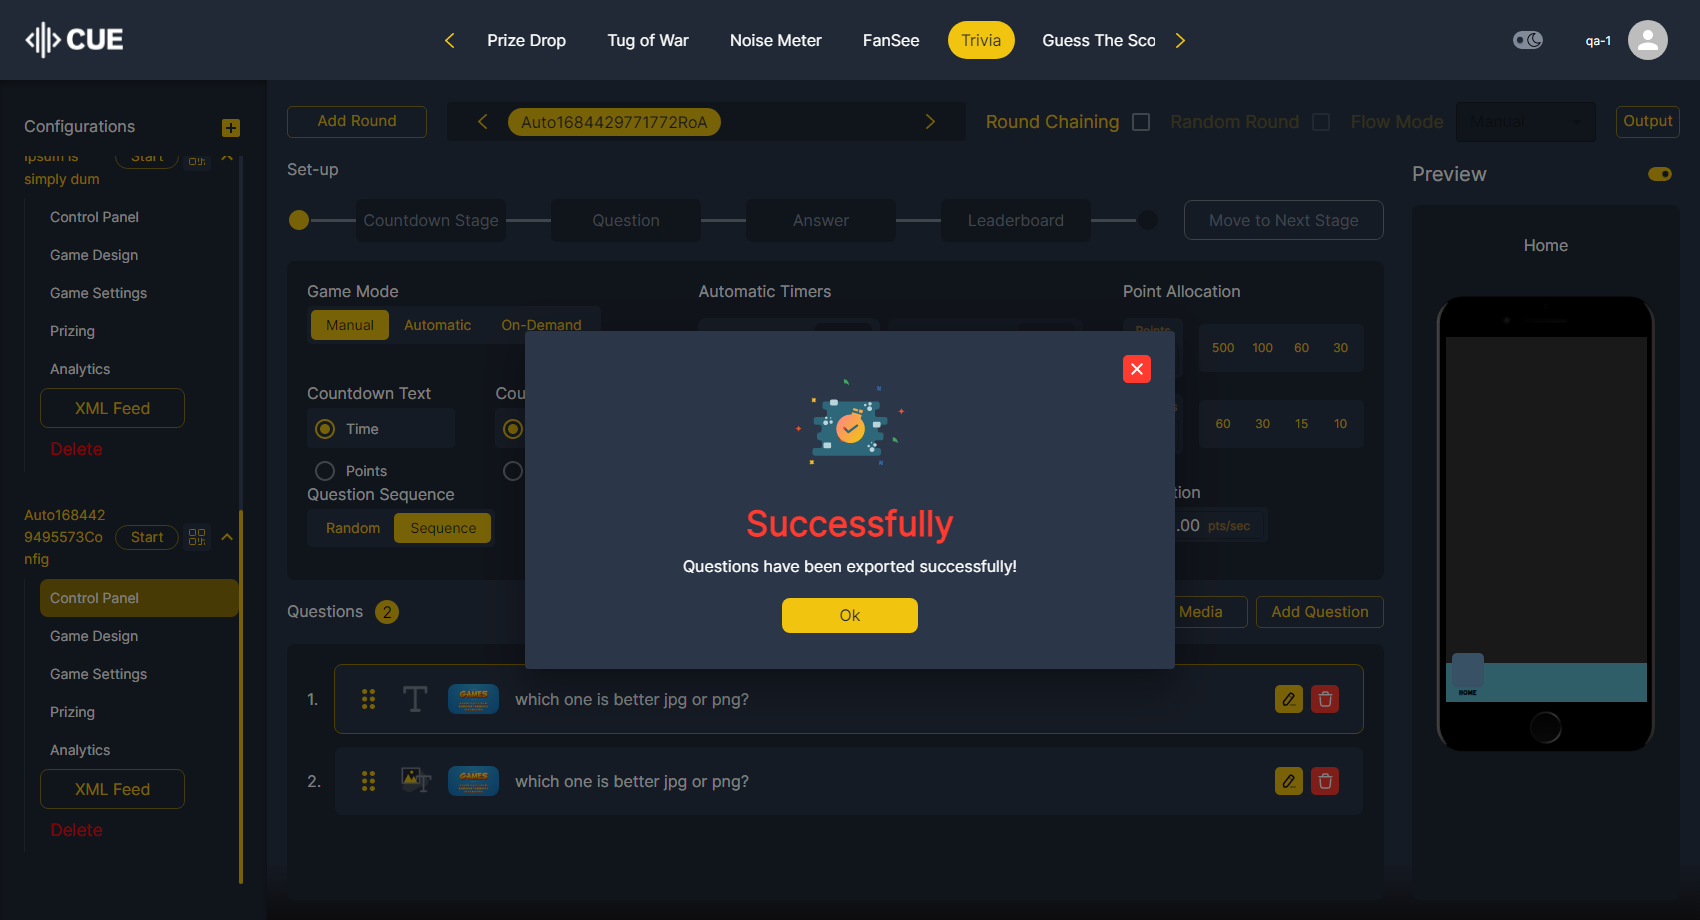 CUE
Prize Drop
Tug of War
Noise Meter
FanSee
Trivia
Guess The Sco
qa-1
Configurations
Add Round
Auto1684429771772RoA
Round Chaining
Random Round
Flow Mode
Manual
Output
ipsum is
simply dum
Start
Control Panel
Game Design
Game Settings
Prizing
Analytics
XML Feed
Delete
Auto168442
9495573Co
nfig
Start
Control Panel
Game Design
Game Settings
Prizing
Analytics
XML Feed
Delete
Set-up
Countdown Stage
Question
Answer
Leaderboard
Move to Next Stage
Game Mode
Manual
Automatic
On-Demand
Automatic Timers
Point Allocation
Points
500 100 60 30
60 30 15 10
Countdown Text
Cou
Time
Points
Question Sequence
Random
Sequence
tion
.00 pts/sec
Successfully
Questions have been exported successfully!
Ok
Questions 2
Media
Add Question
1. T GAMES which one is better jpg or png?
2. GAMES which one is better jpg or png?
Preview
Home
HOME